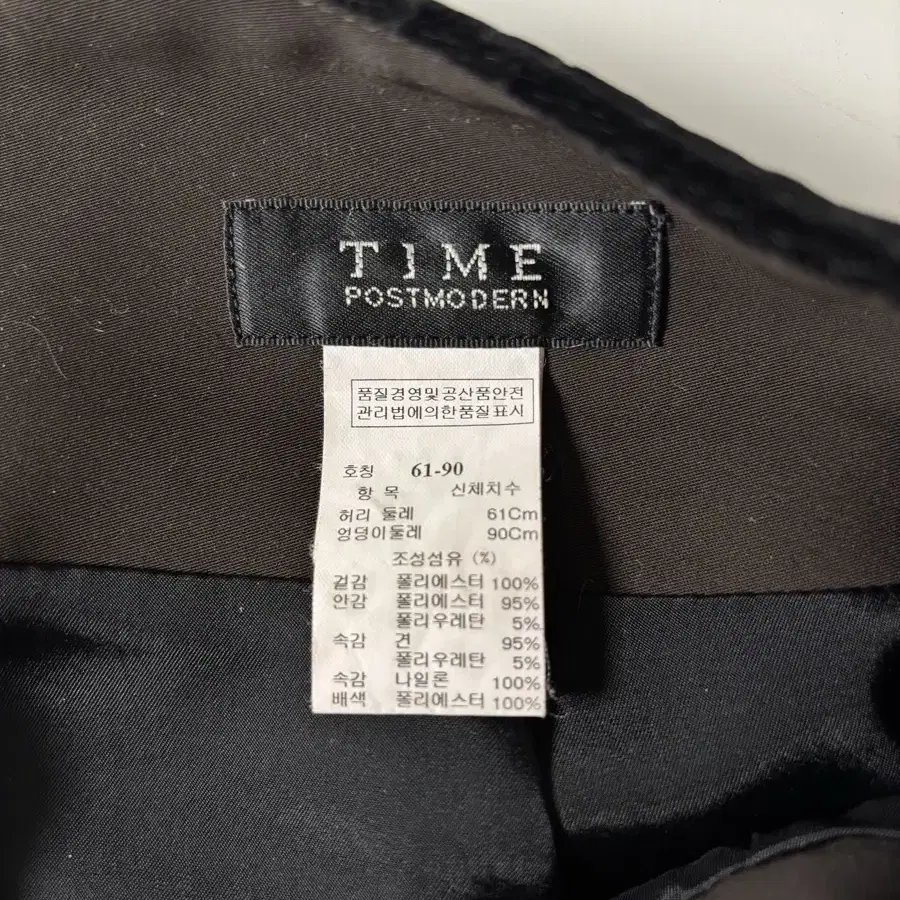 TIME
POSTMODERN
품질경영및공산품안전
관리법에의한품질표시
호칭 61-90
항 목 신체치수
허리 둘레 61Cm
엉덩이둘레 90Cm
조성섬유 (%)
겉감 폴리에스터 100%
안감 폴리에스터 95%
폴리우레탄 5%
속감 견 95%
폴리우레탄 5%
속감 나일론 100%
배색 폴리에스터 100%